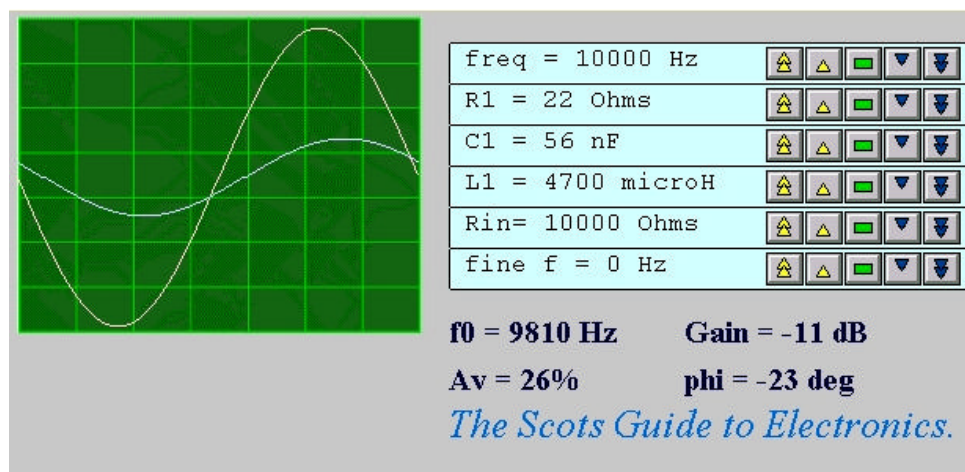 freq = 10000 Hz
R1 = 22 Ohms
C1 = 56 nF
L1 = 4700 microH
Rin= 10000 Ohms
fine f = 0 Hz
f0 = 9810 Hz Gain = -11 dB
Av = 26% phi = -23 deg
The Scots Guide to Electronics.